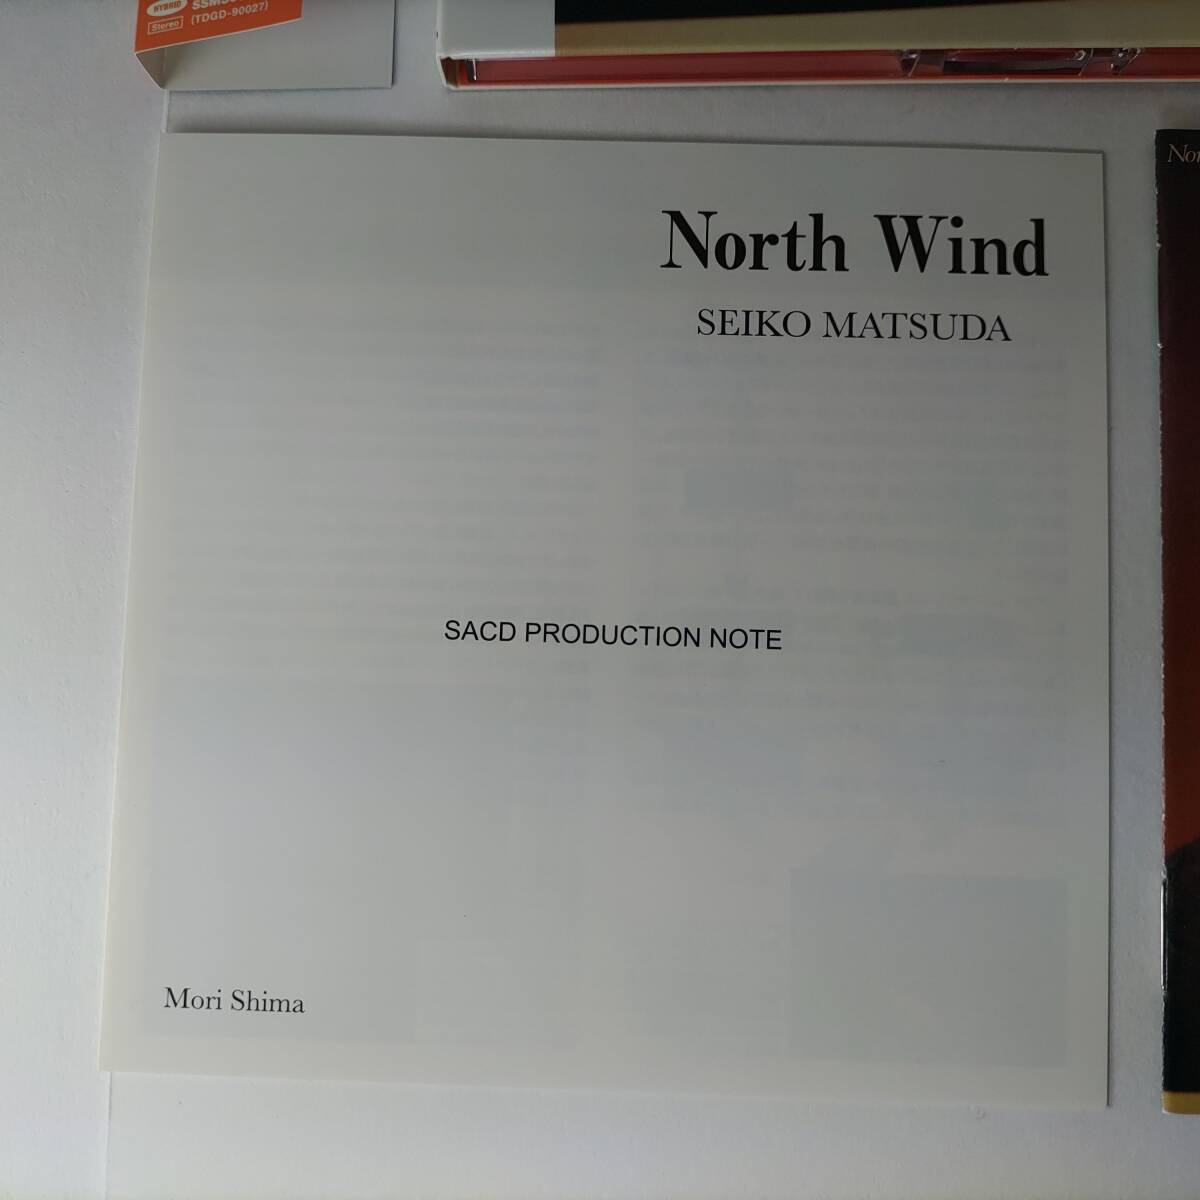 HYBRID
Stereo
(TDGD-90027)
North Wind
SEIKO MATSUDA
SACD PRODUCTION NOTE
Mori Shima